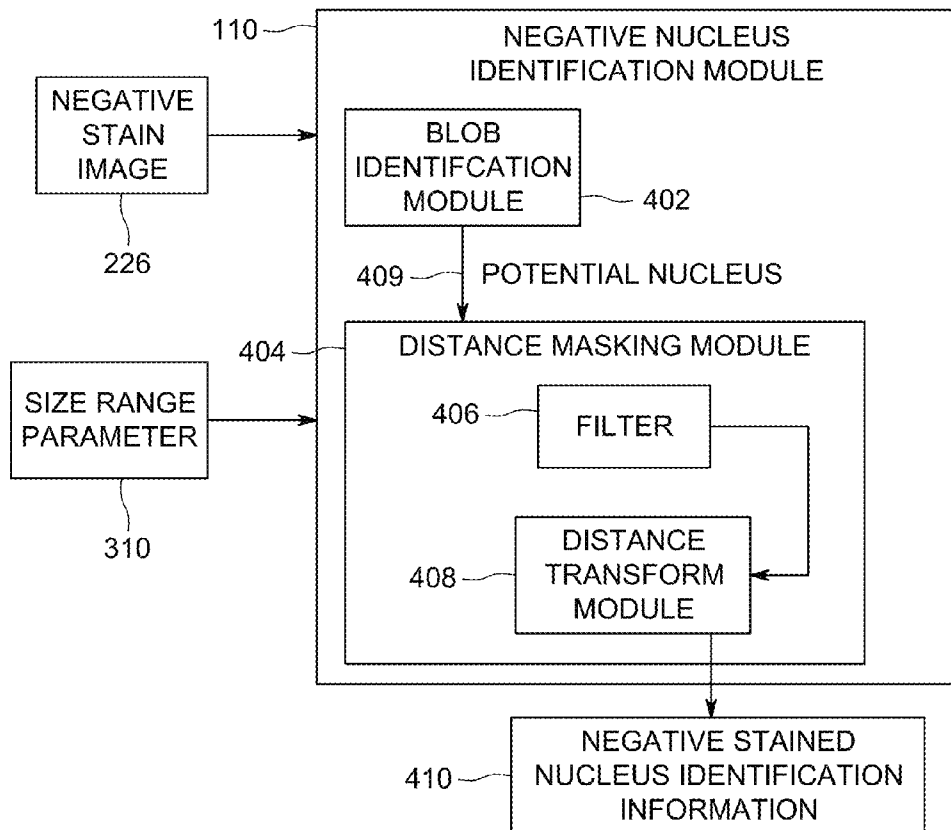 110
NEGATIVE NUCLEUS
IDENTIFICATION MODULE
NEGATIVE
STAIN
IMAGE
226
BLOB
IDENTIFCATION
MODULE
402
409
POTENTIAL NUCLEUS
404
DISTANCE MASKING MODULE
SIZE RANGE
PARAMETER
310
406
FILTER
408
DISTANCE
TRANSFORM
MODULE
410
NEGATIVE STAINED
NUCLEUS IDENTIFICATION
INFORMATION